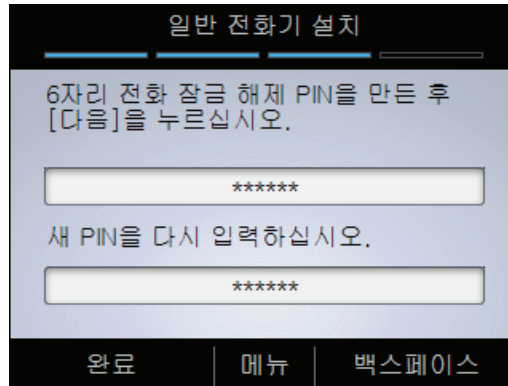 일반 전화기 설치
6자리 전화 잠금 해제 PIN을 만든 후
[다음]을 누르십시오.
******
새 PIN을 다시 입력하십시오.
******
완료 메뉴 백스페이스